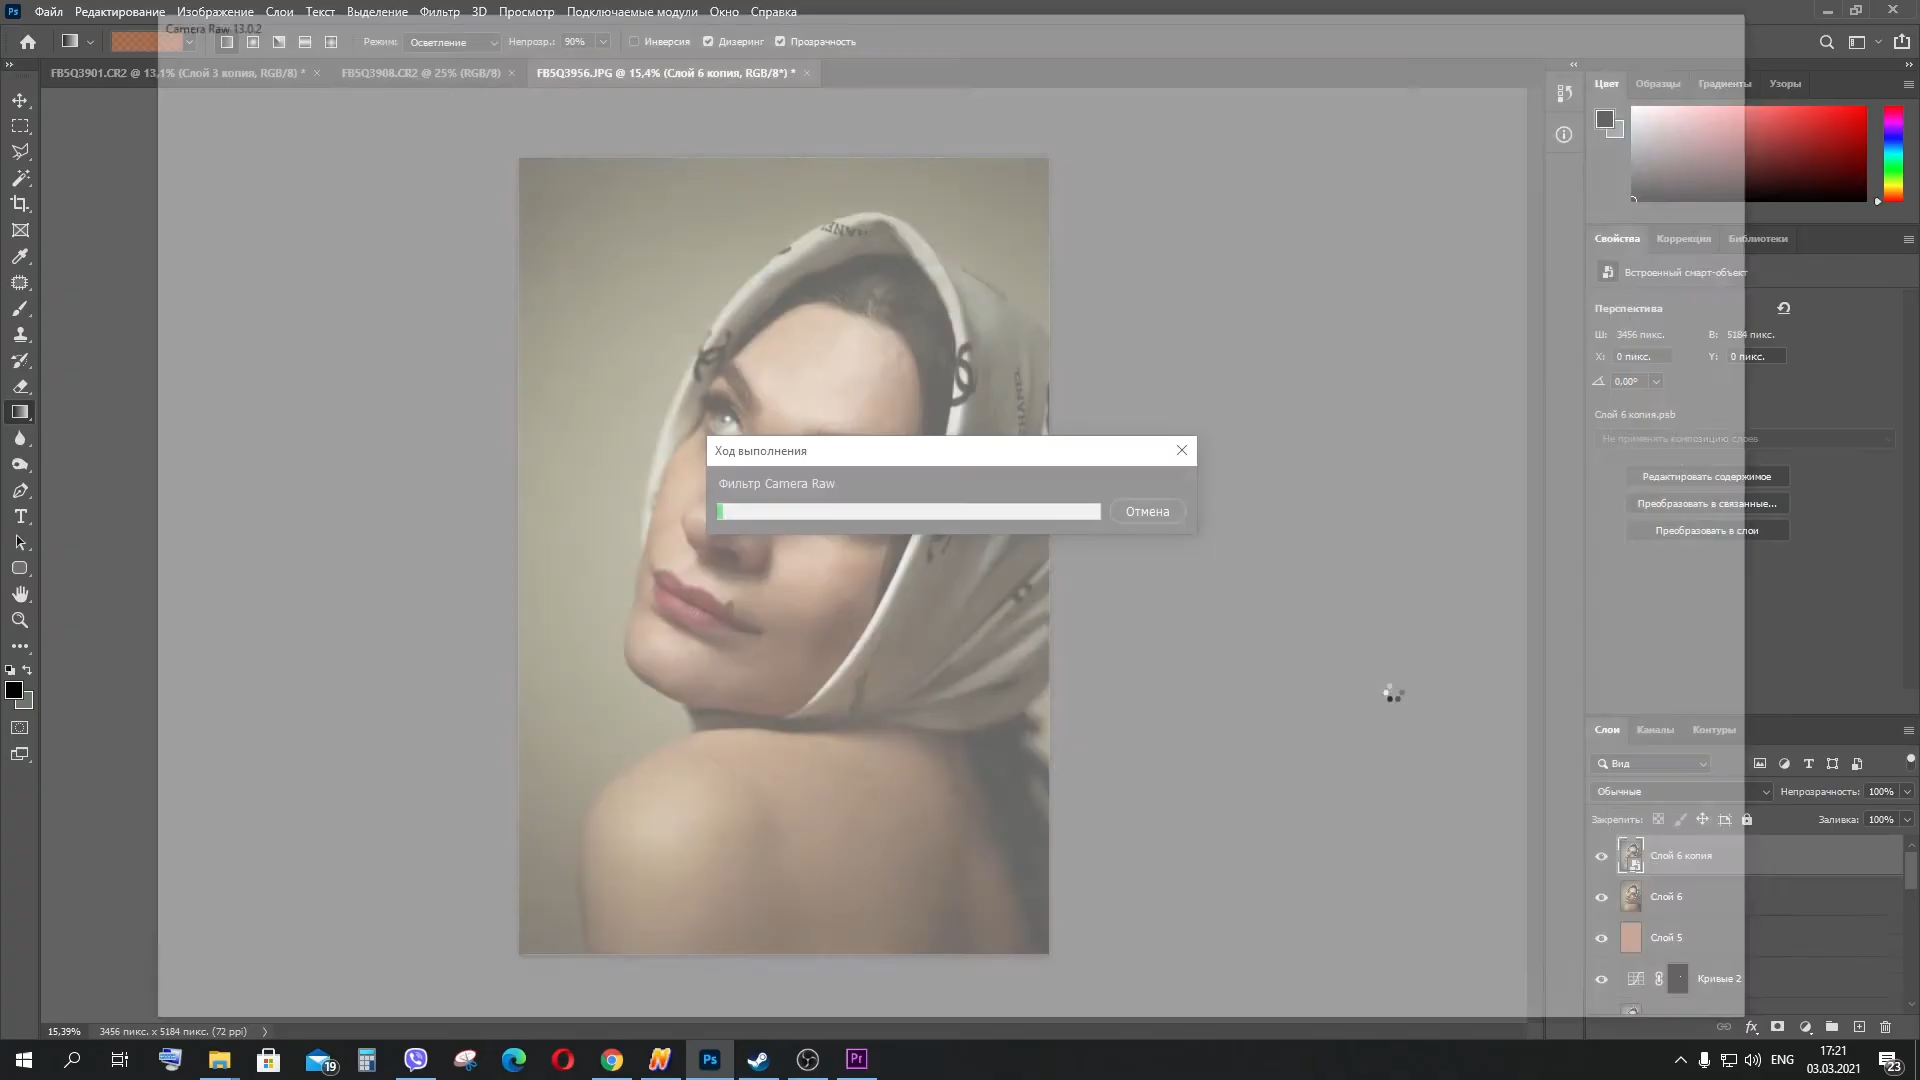 Ps Файл Редактирование Изображение Слои Текст Выделение Фильтр 3D Просмотр Подключаемые модули Окно Справка
Camera Raw 13.0.2
Режим: Осветление Непрозр.: 90% Инверсия Дизеринг Прозрачность
FB5Q3901.CR2 @ 13,1% (Слой 3 копия, RGB/8) * × FB5Q3908.CR2 @ 25% (RGB/8) × FB5Q3956.JPG @ 15,4% (Слой 6 копия, RGB/8*) * ×
Цвет Образцы Градиенты Узоры
Свойства Коррекция Библиотеки
Встроенный смарт-объект
Перспектива
Ш: 3456 пикс. В: 5184 пикс.
X: 0 пикс. Y: 0 пикс.
0,00°
Слой 6 копия.psb
Не применять композицию слоев
Редактировать содержимое
Преобразовать в связанные...
Преобразовать в слои
CHANEL
Ход выполнения
Фильтр Camera Raw
Отмена
Слои Каналы Контуры
Вид
Обычные Непрозрачность: 100%
Закрепить: Заливка: 100%
Слой 6 копия
Слой 6
Слой 5
Кривые 2
15,39% 3456 пикс. x 5184 пикс. (72 ppi)
19
Ps
Pr
ENG
17:21
03.03.2021
23